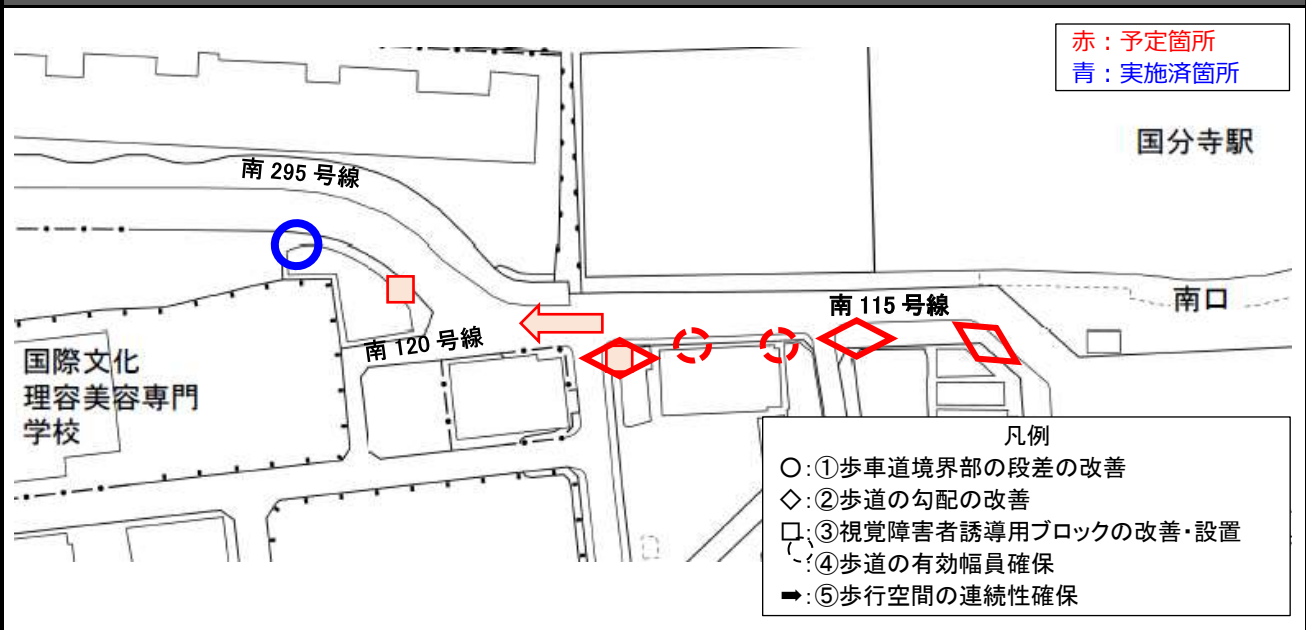 赤：予定箇所
青：実施済箇所
国分寺駅
南 295 号線
南口
南 115 号線
南 120 号線
国際文化
理容美容専門
学校
凡例
○:①歩車道境界部の段差の改善
◇:②歩道の勾配の改善
□:③視覚障害者誘導用ブロックの改善・設置
:④歩道の有効幅員確保
➡:⑤歩行空間の連続性確保